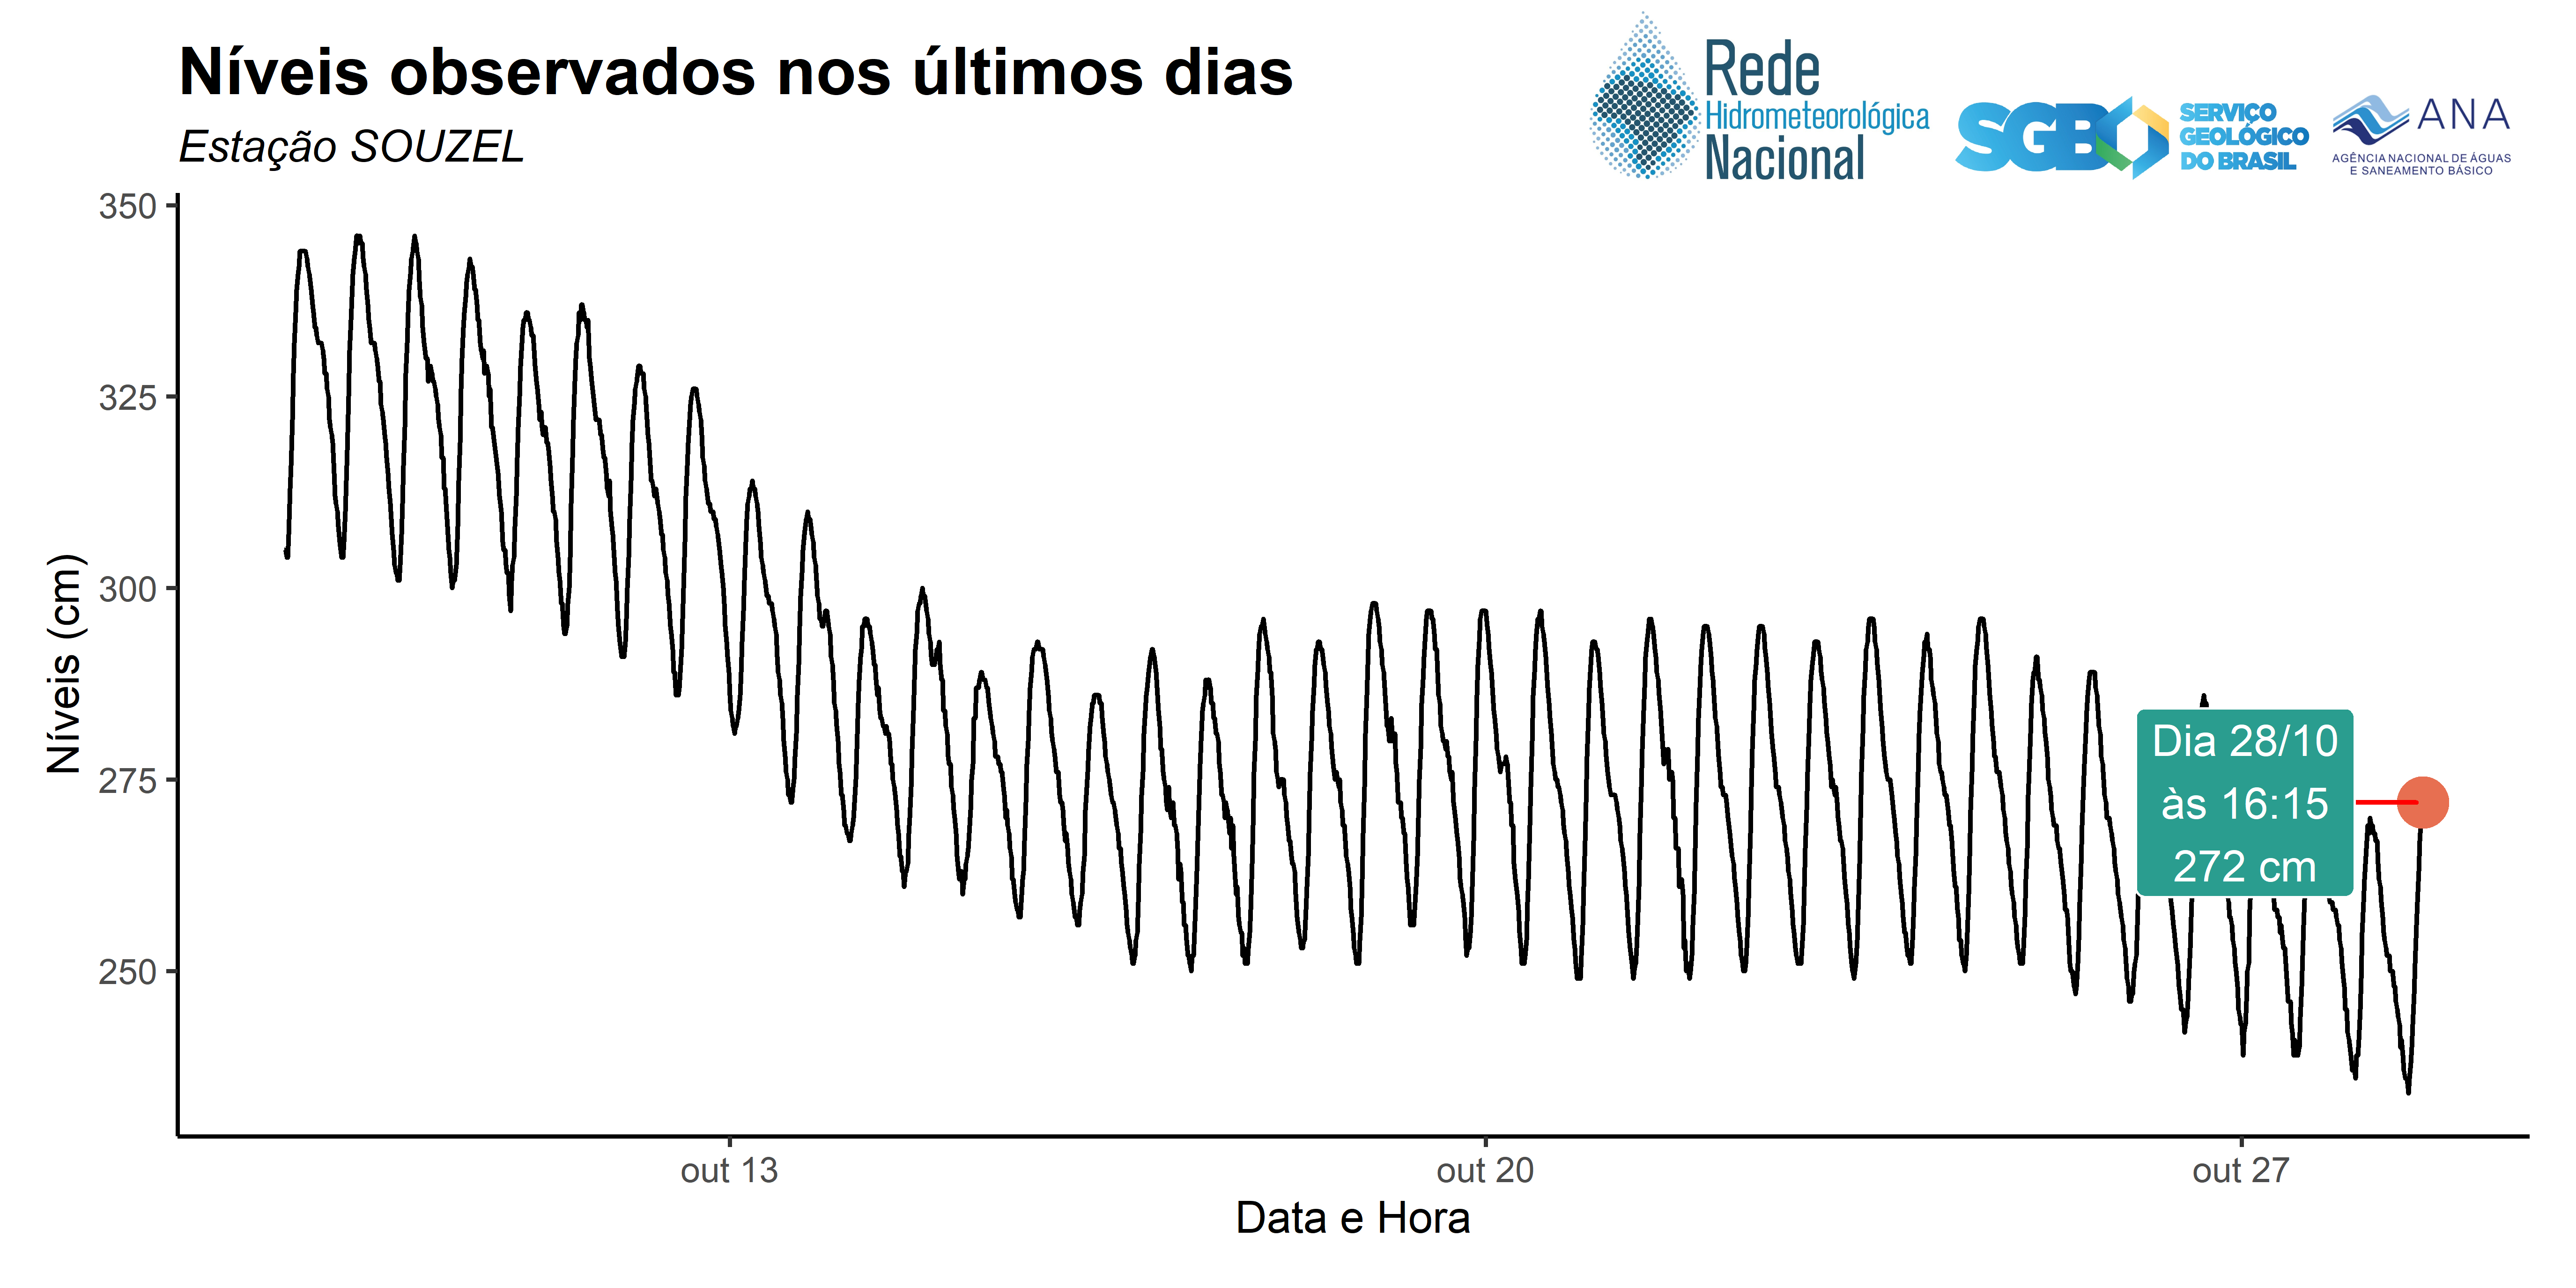 Níveis observados nos últimos dias
Estação SOUZEL
Rede
Hidrometeorológica
Nacional
SGB
SERVIÇO
GEOLÓGICO
DO BRASIL
ANA
AGÊNCIA NACIONAL DE ÁGUAS
E SANEAMENTO BÁSICO
350
325
300
275
250
Níveis (cm)
Dia 28/10
às 16:15
272 cm
out 13
out 20
out 27
Data e Hora